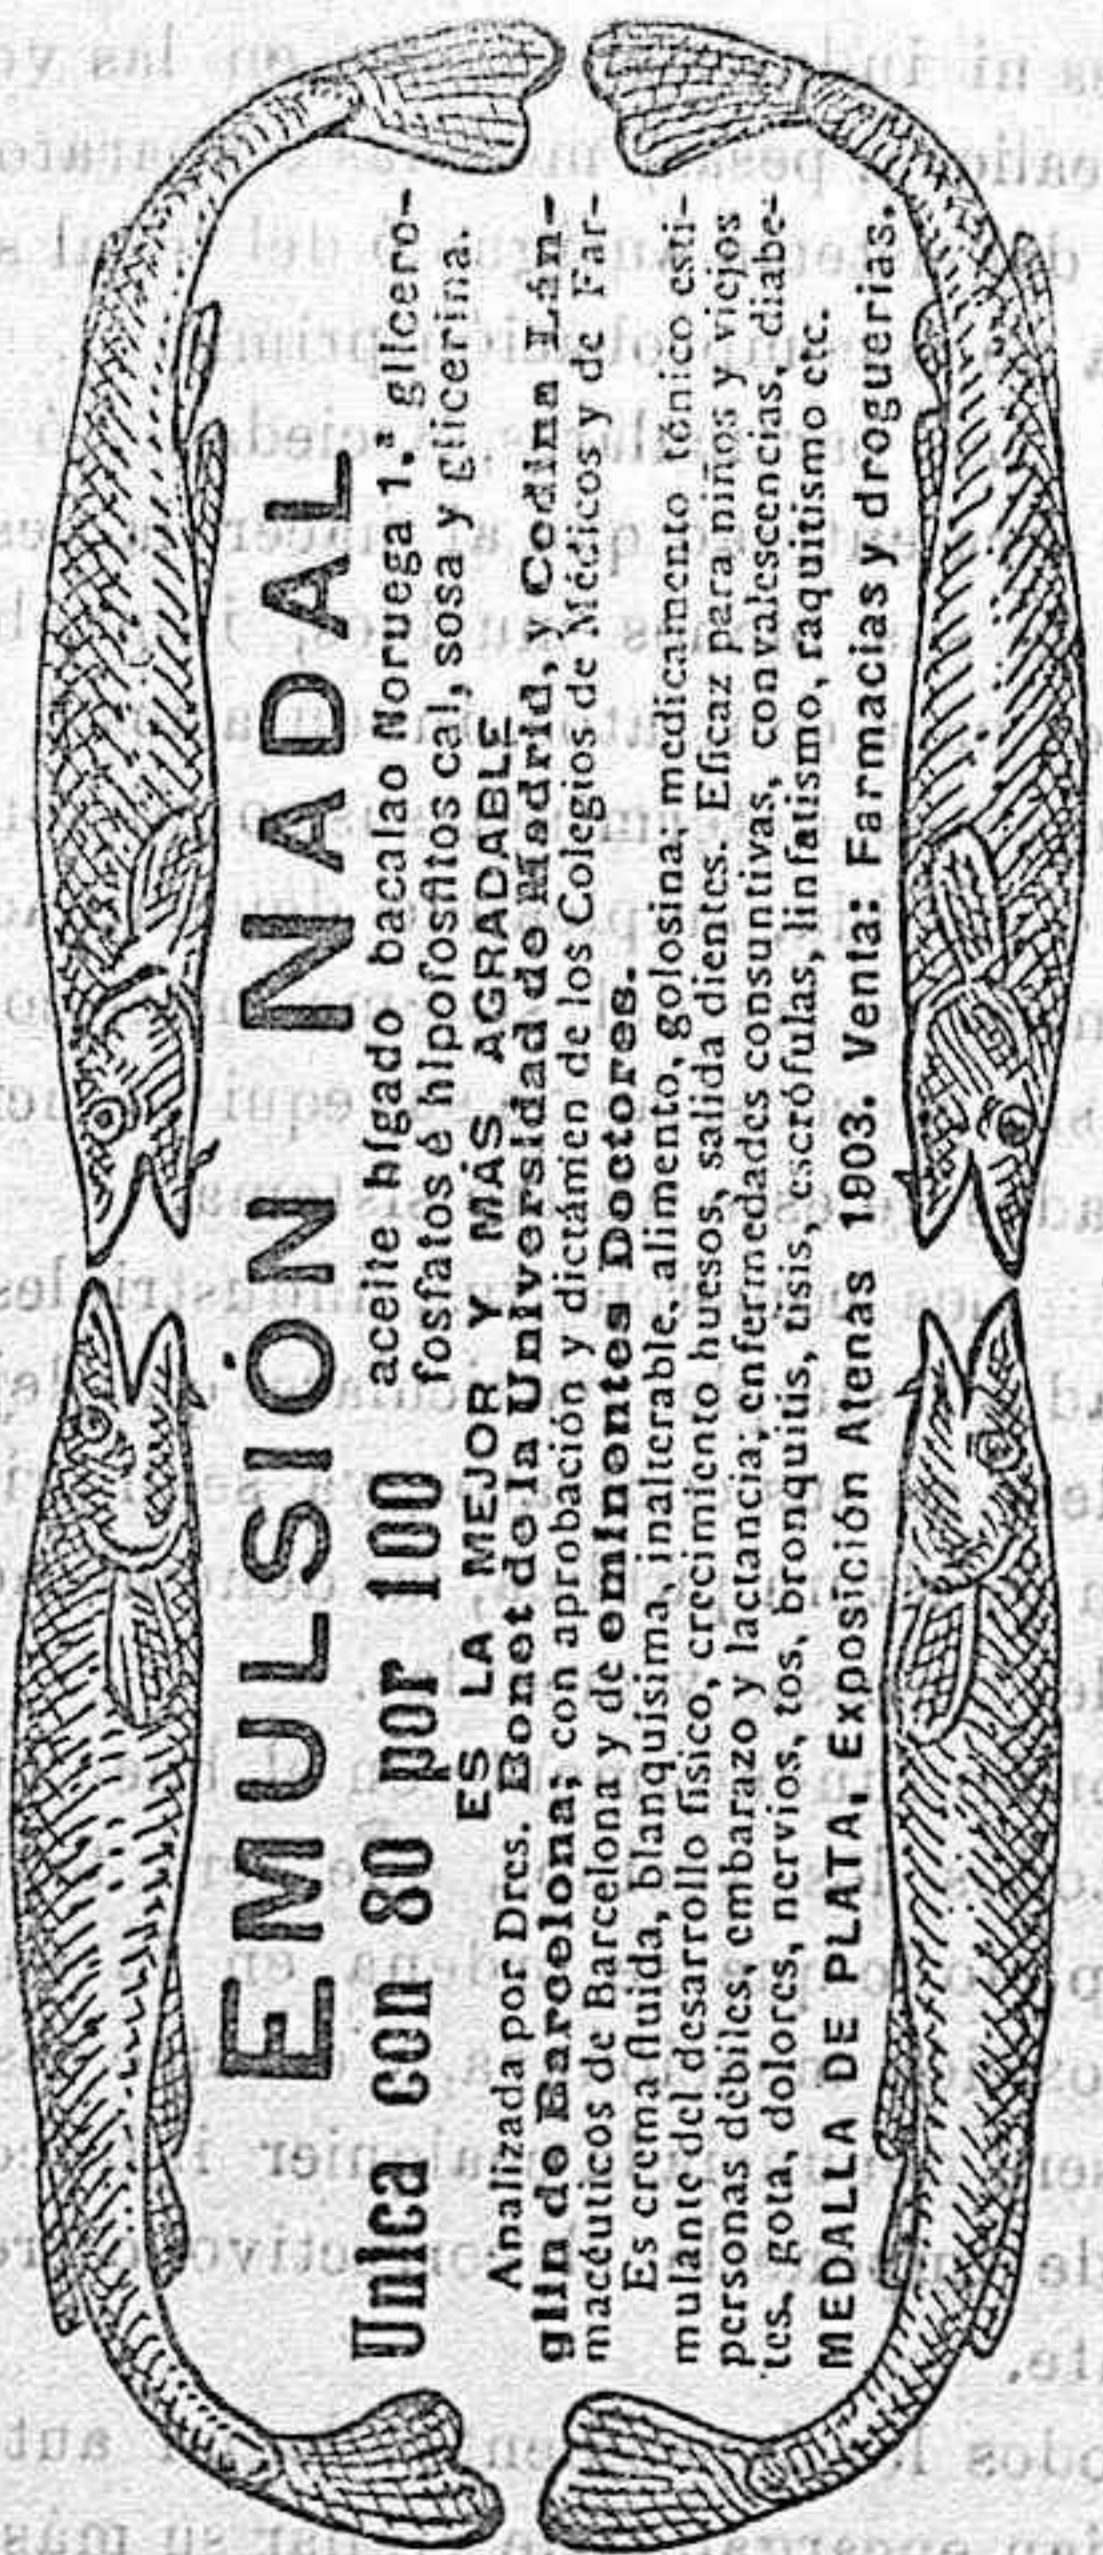 EMULSIÓN NADAL
Unica con 80 por 100 aceite hígado bacalao Noruega 1.ª glicero-
fosfatos é hipofosfitos cal, sosa y glicerina.
ES LA MEJOR Y MÁS AGRADABLE
Analizada por Dres. Bonet de la Universidad de Madrid, y Codina Län-
glin de Barcelona; con aprobación y dictámen de los Colegios de Médicos y de Far-
macéuticos de Barcelona y de eminentes Doctores.
Es crema fluida, blanquísima, inalterable, alimento, golosina; medicamento tónico esti-
mulante del desarrollo físico, crecimiento huesos, salida dientes. Eficaz para niños y viejos
personas débiles, embarazo y lactancia; enfermedades consuntivas, convalescencias, diabe-
tes, gota, dolores, nervios, tos, bronquitis, tisis, escrófulas, linfatismo, raquitismo etc.
MEDALLA DE PLATA, Exposición Atenas 1903. Venta: Farmacias y droguerias.